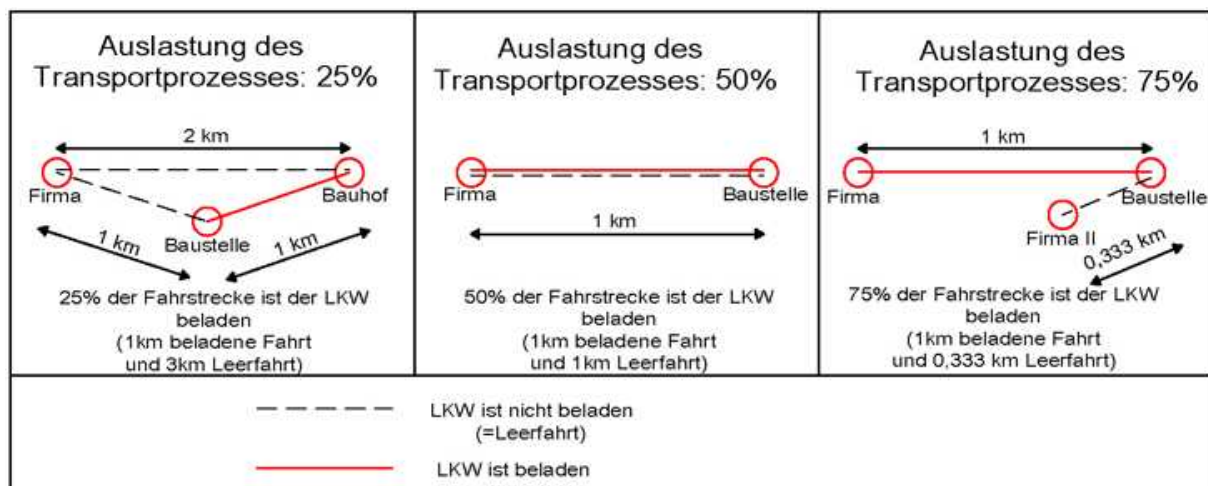 Auslastung des
Transportprozesses: 25%
2 km
Firma
Bauhof
Baustelle
1 km
1 km
25% der Fahrstrecke ist der LKW
beladen
(1km beladene Fahrt
und 3km Leerfahrt)
Auslastung des
Transportprozesses: 50%
Firma
Baustelle
1 km
50% der Fahrstrecke ist der LKW
beladen
(1km beladene Fahrt
und 1km Leerfahrt)
Auslastung des
Transportprozesses: 75%
1 km
Firma
Baustelle
Firma II
0,333 km
75% der Fahrstrecke ist der LKW
beladen
(1km beladene Fahrt
und 0,333 km Leerfahrt)
LKW ist nicht beladen
(=Leerfahrt)
LKW ist beladen